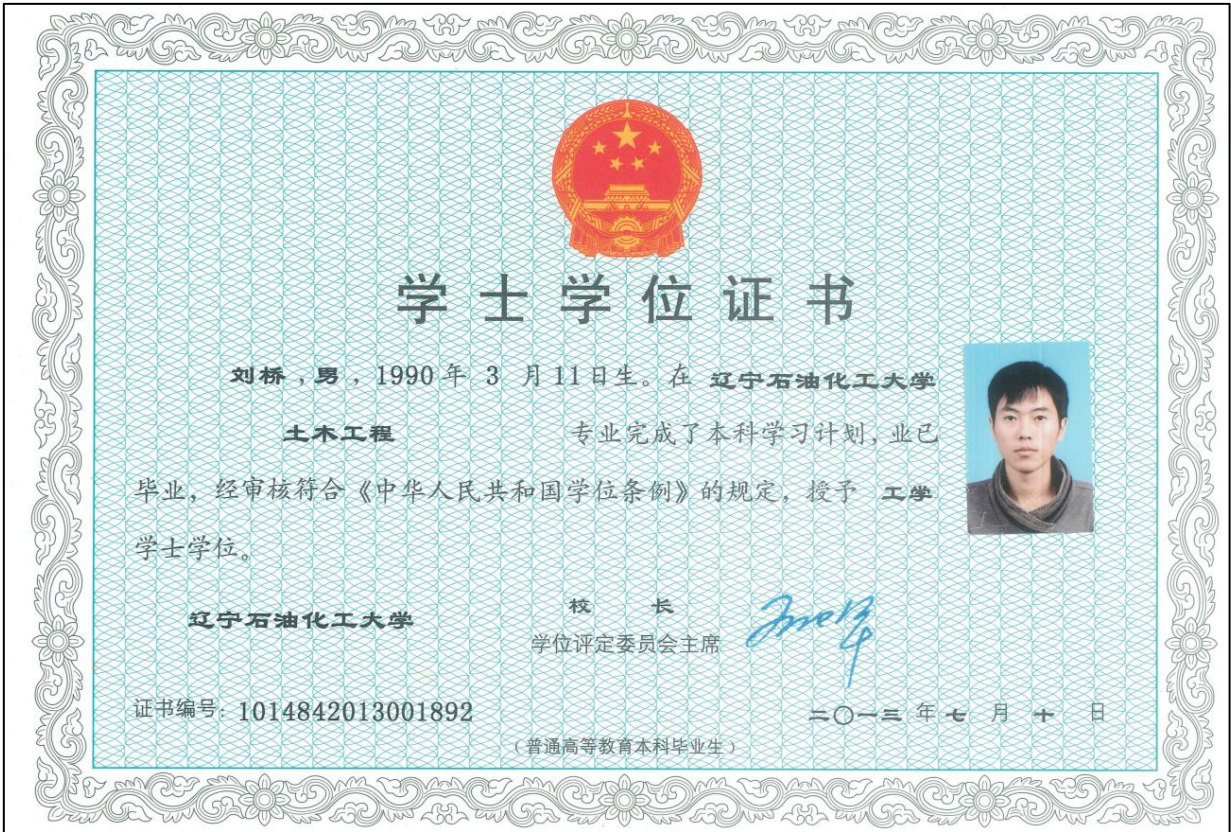 学士学位证书
刘桥，男，1990年 3 月11日生。在 辽宁石油化工大学
土木工程 专业完成了本科学习计划，业已
毕业，经审核符合《中华人民共和国学位条例》的规定，授予 工学
学士学位。
辽宁石油化工大学
校 长
学位评定委员会主席
证书编号：1014842013001892
二〇一三 年 七 月 十 日
（普通高等教育本科毕业生）